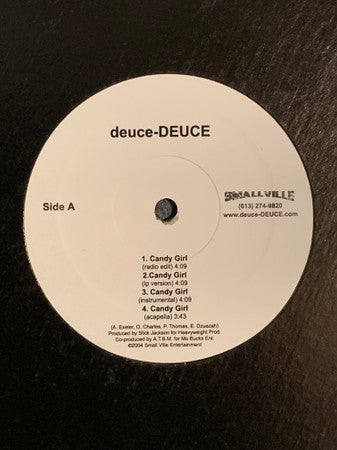 deuce-DEUCE
Side A
SMALLVILLE
(613) 274-9820
www.deuce-DEUCE.com
1. Candy Girl
(radio edit) 4:09
2.Candy Girl
(lp version) 4:09
3. Candy Girl
(instrumental) 4:09
4. Candy Girl
(acapella) 3:43
(A. Exeter, O. Charles, P. Thomas, E. Dzuazah)
Produced by Slick Jackson for Heavyweight Prod.
Co-produced by A.T.B.M. for Mo Bucks Ent.
©2004 Small Ville Entertainment